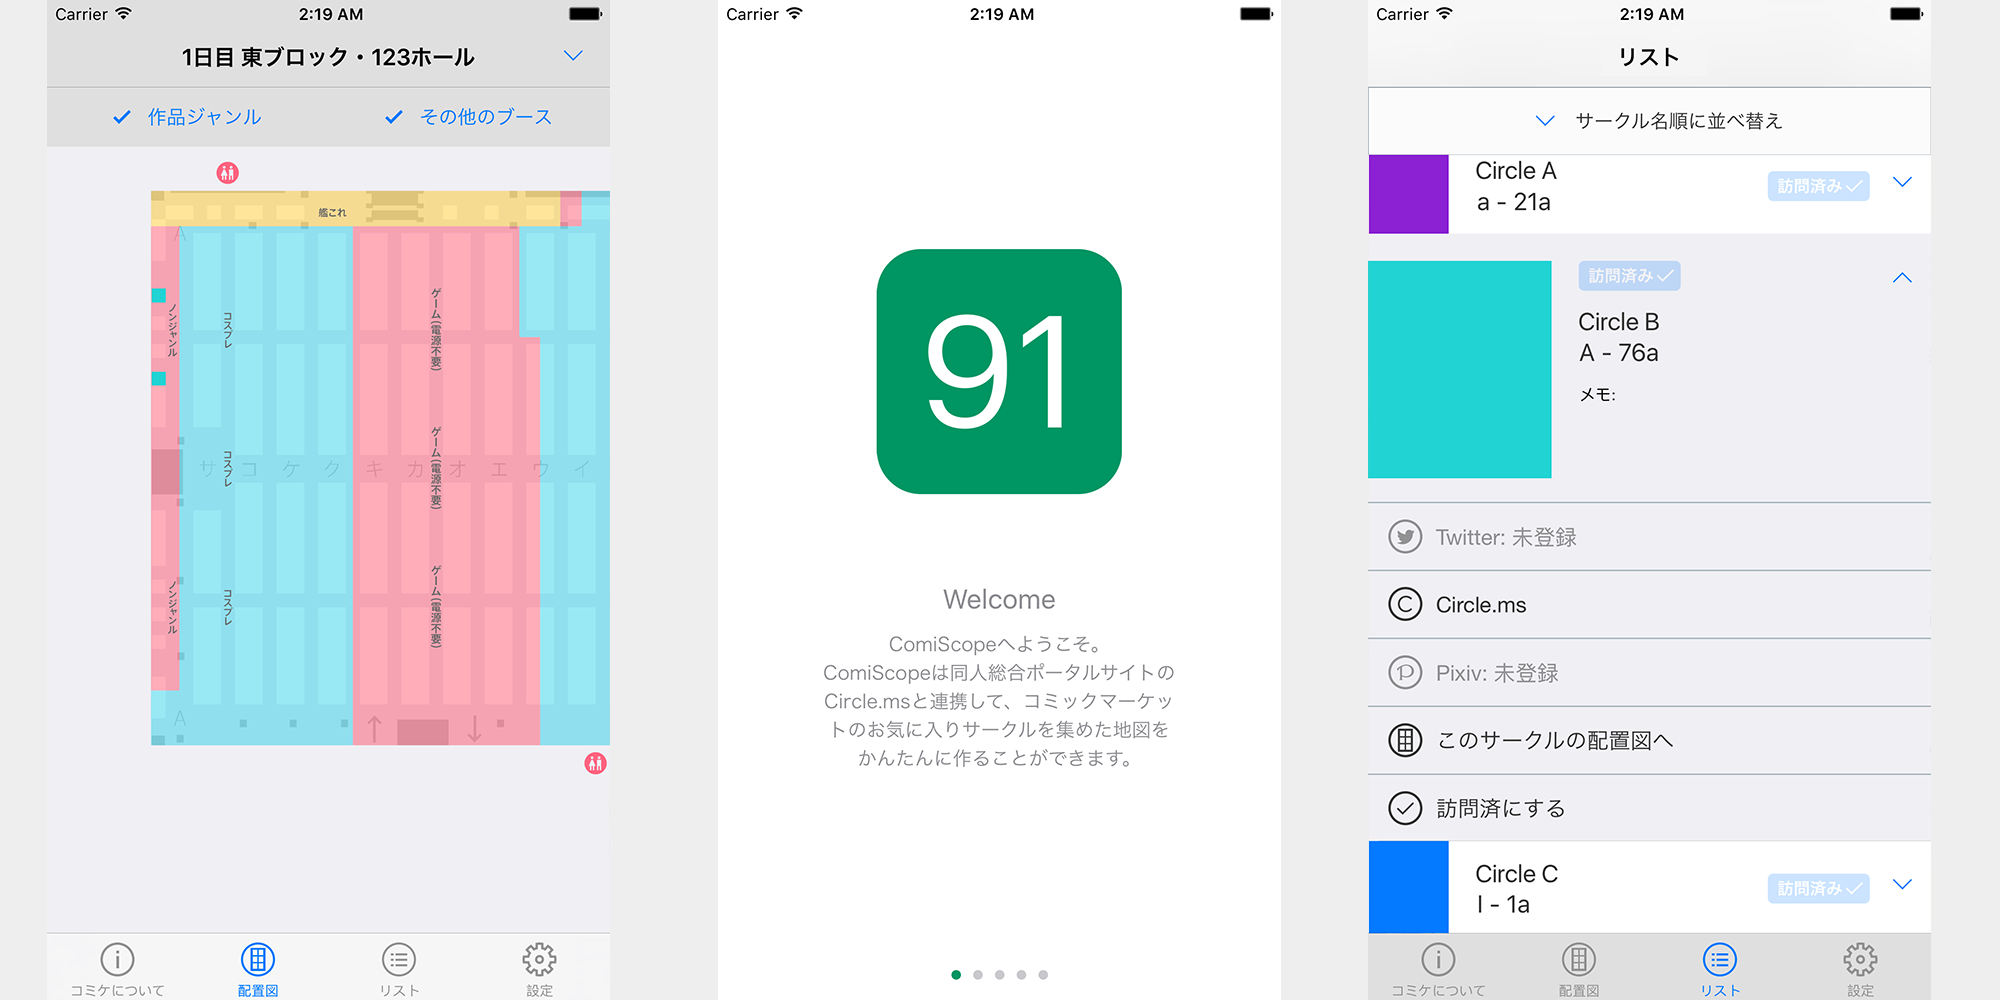 Carrier
2:19 AM
1日目 東ブロック・123ホール
作品ジャンル
その他のブース
艦これ
A
ノンジャンル
コスプレ
ゲーム(電源不要)
コスプレ
ゲーム(電源不要)
サ コ ケ ク キ カ オ エ ウ イ
ノンジャンル
コスプレ
ゲーム(電源不要)
A
コミケについて
配置図
リスト
設定
Carrier
2:19 AM
91
Welcome
ComiScopeへようこそ。
ComiScopeは同人総合ポータルサイトの
Circle.msと連携して、コミックマーケッ
トのお気に入りサークルを集めた地図を
かんたんに作ることができます。
Carrier
2:19 AM
リスト
サークル名順に並べ替え
Circle A
a - 21a
訪問済み
訪問済み
Circle B
A - 76a
メモ:
Twitter: 未登録
Circle.ms
Pixiv: 未登録
このサークルの配置図へ
訪問済にする
Circle C
I - 1a
訪問済み
コミケについて
配置図
リスト
設定